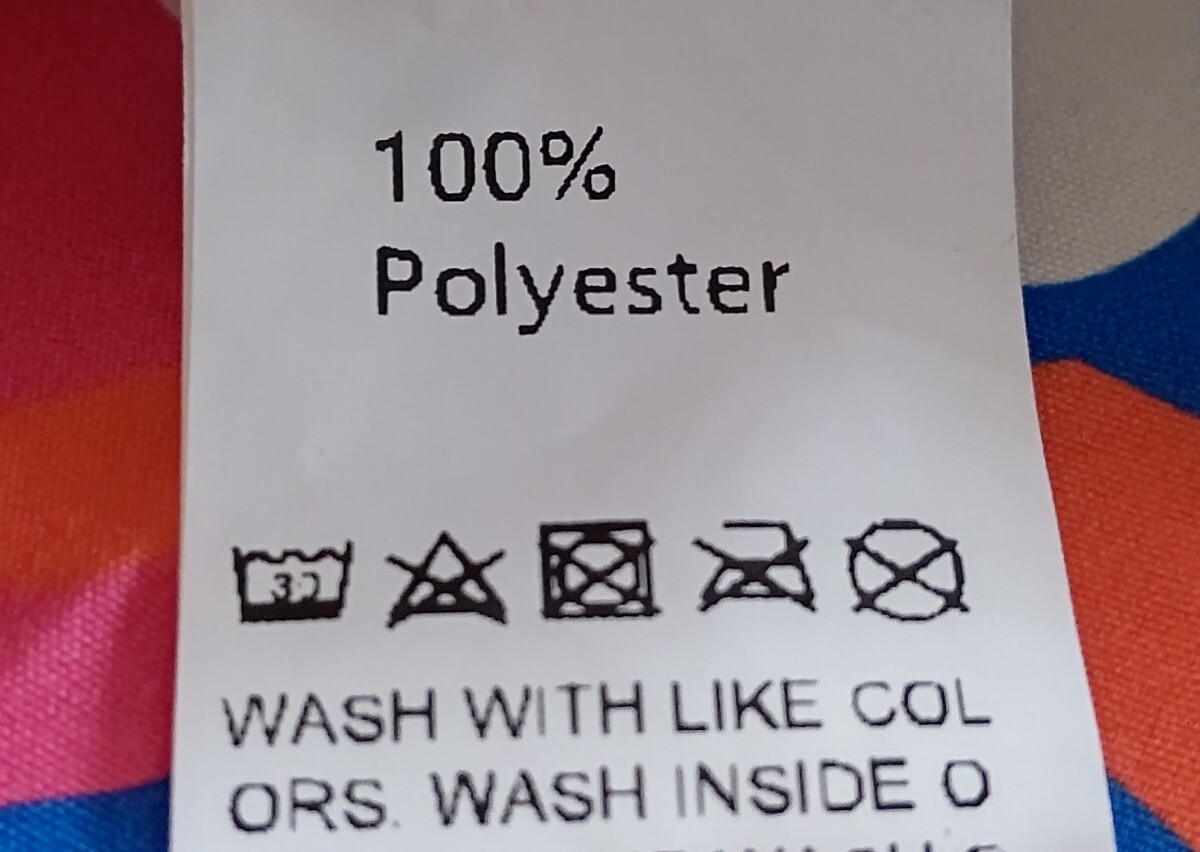 100%
Polyester
30
WASH WITH LIKE COL
ORS. WASH INSIDE O